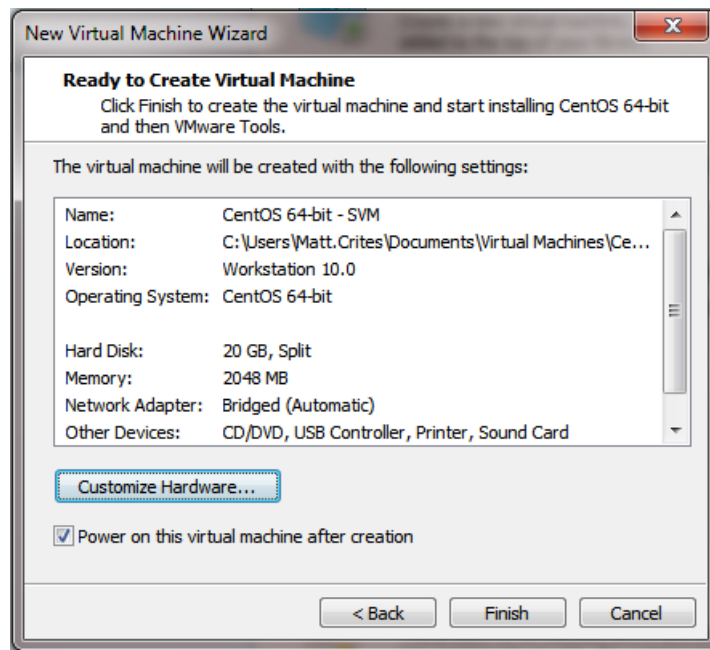 New Virtual Machine Wizard
Ready to Create Virtual Machine
Click Finish to create the virtual machine and start installing CentOS 64-bit
and then VMware Tools.
The virtual machine will be created with the following settings:
Name: CentOS 64-bit - SVM
Location: C:\Users\Matt.Crites\Documents\Virtual Machines\Ce...
Version: Workstation 10.0
Operating System: CentOS 64-bit
Hard Disk: 20 GB, Split
Memory: 2048 MB
Network Adapter: Bridged (Automatic)
Other Devices: CD/DVD, USB Controller, Printer, Sound Card
Customize Hardware...
Power on this virtual machine after creation
< Back Finish Cancel